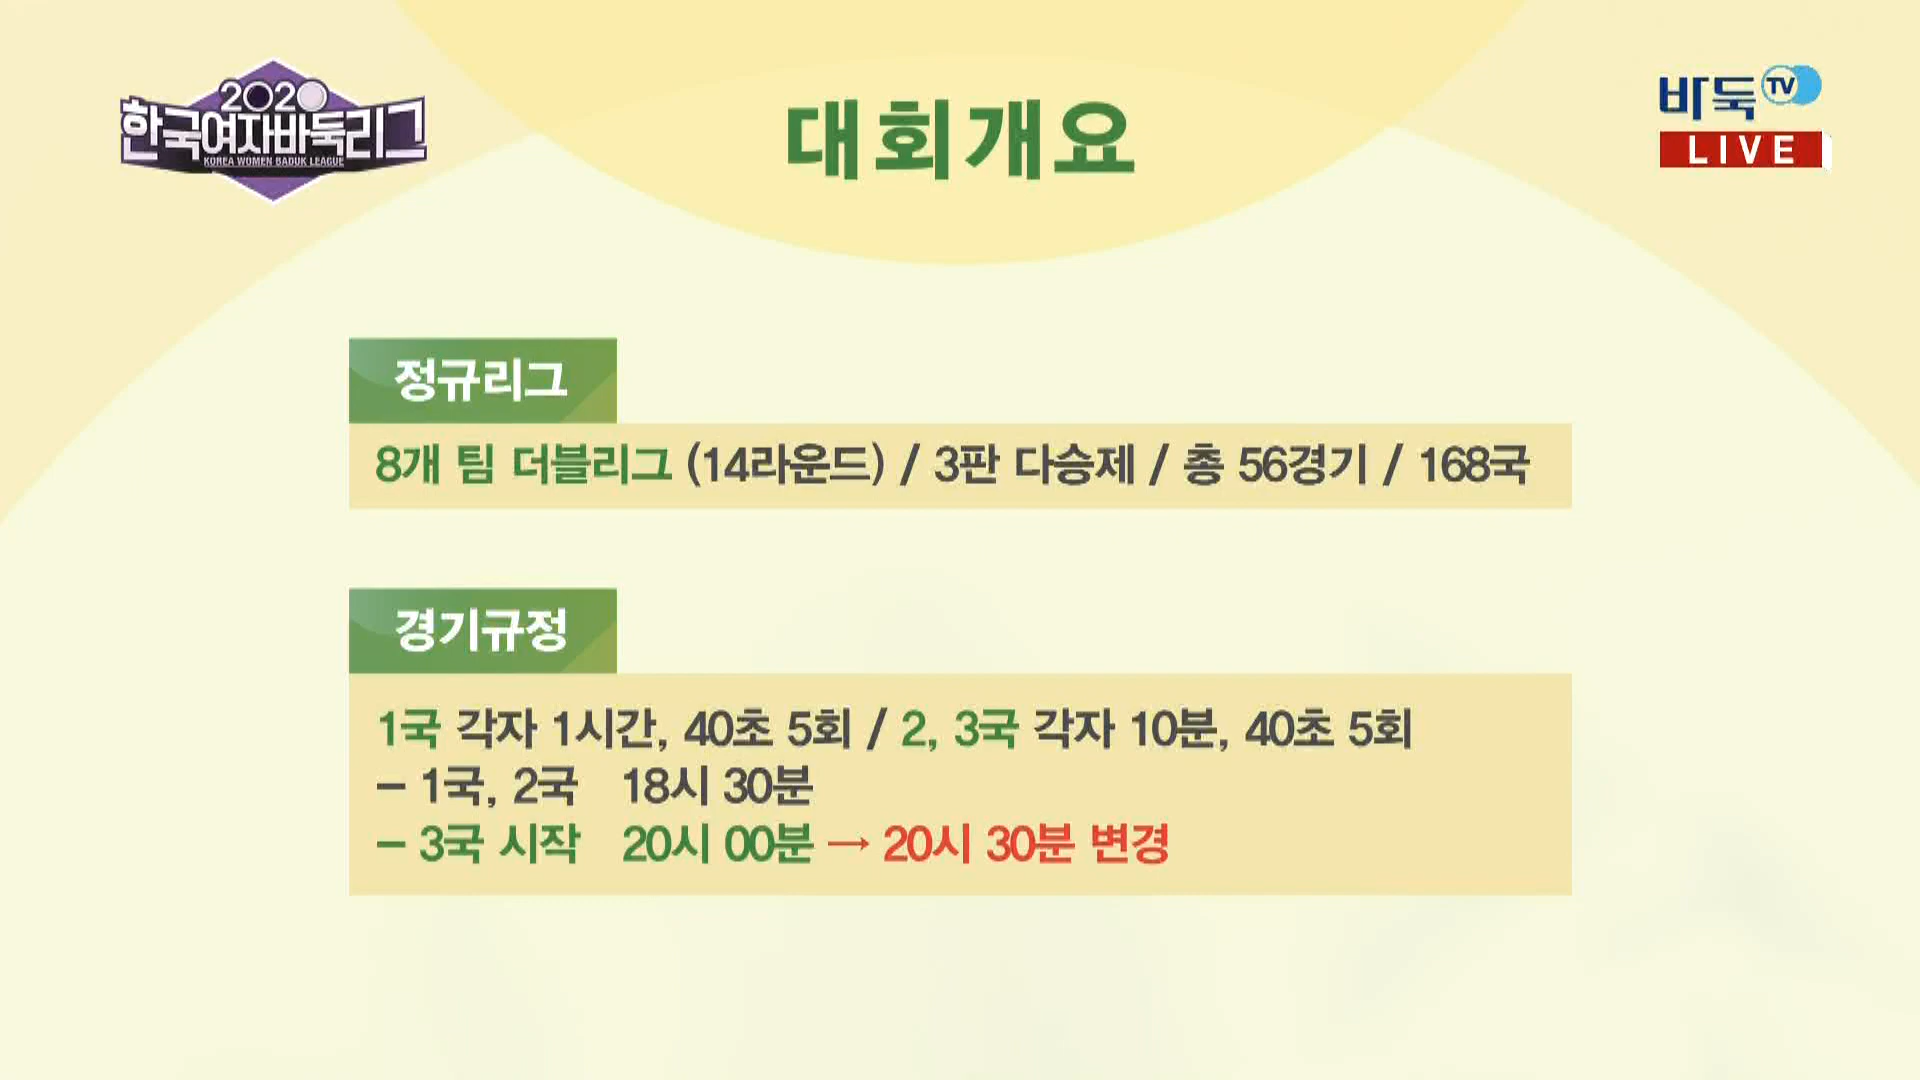 2020
한국여자바둑리그
KOREA WOMEN BADUK LEAGUE
대회개요
바둑 TV
LIVE
정규리그
8개 팀 더블리그 (14라운드) / 3판 다승제 / 총 56경기 / 168국
경기규정
1국 각자 1시간, 40초 5회 / 2, 3국 각자 10분, 40초 5회
– 1국, 2국 18시 30분
– 3국 시작 20시 00분 → 20시 30분 변경